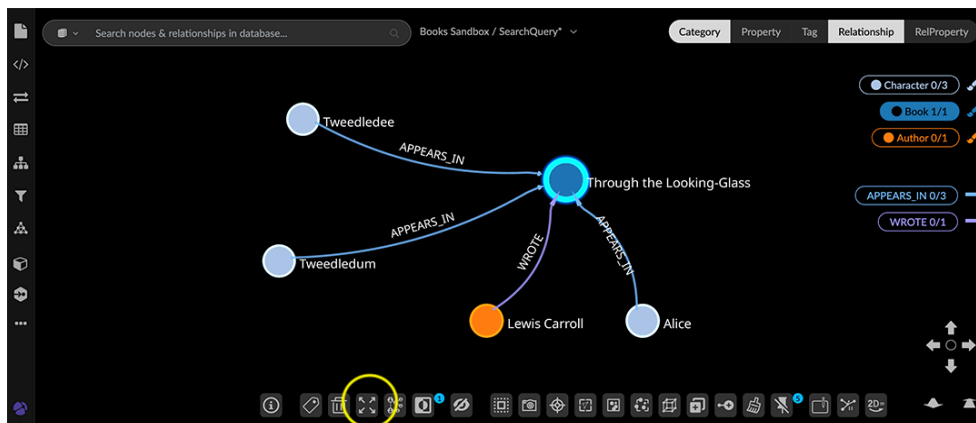 Search nodes & relationships in database...
Books Sandbox / SearchQuery*
Category
Property
Tag
Relationship
RelProperty
Character 0/3
Book 1/1
Author 0/1
APPEARS_IN 0/3
WROTE 0/1
Tweedledee
APPEARS_IN
Through the Looking-Glass
APPEARS_IN
Tweedledum
WROTE
APPEARS_IN
Lewis Carroll
Alice
1
5
2D